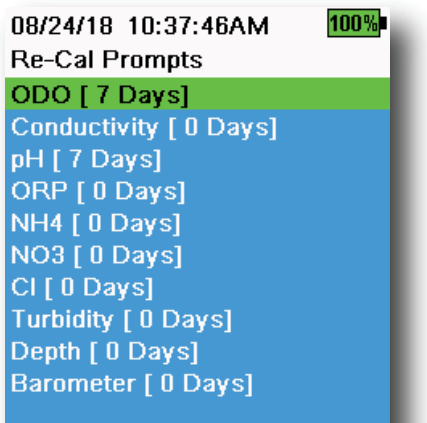 08/24/18 10:37:46AM 100%
Re-Cal Prompts
ODO [ 7 Days]
Conductivity [ 0 Days]
pH [ 7 Days]
ORP [ 0 Days]
NH4 [ 0 Days]
NO3 [ 0 Days]
Cl [ 0 Days]
Turbidity [ 0 Days]
Depth [ 0 Days]
Barometer [ 0 Days]